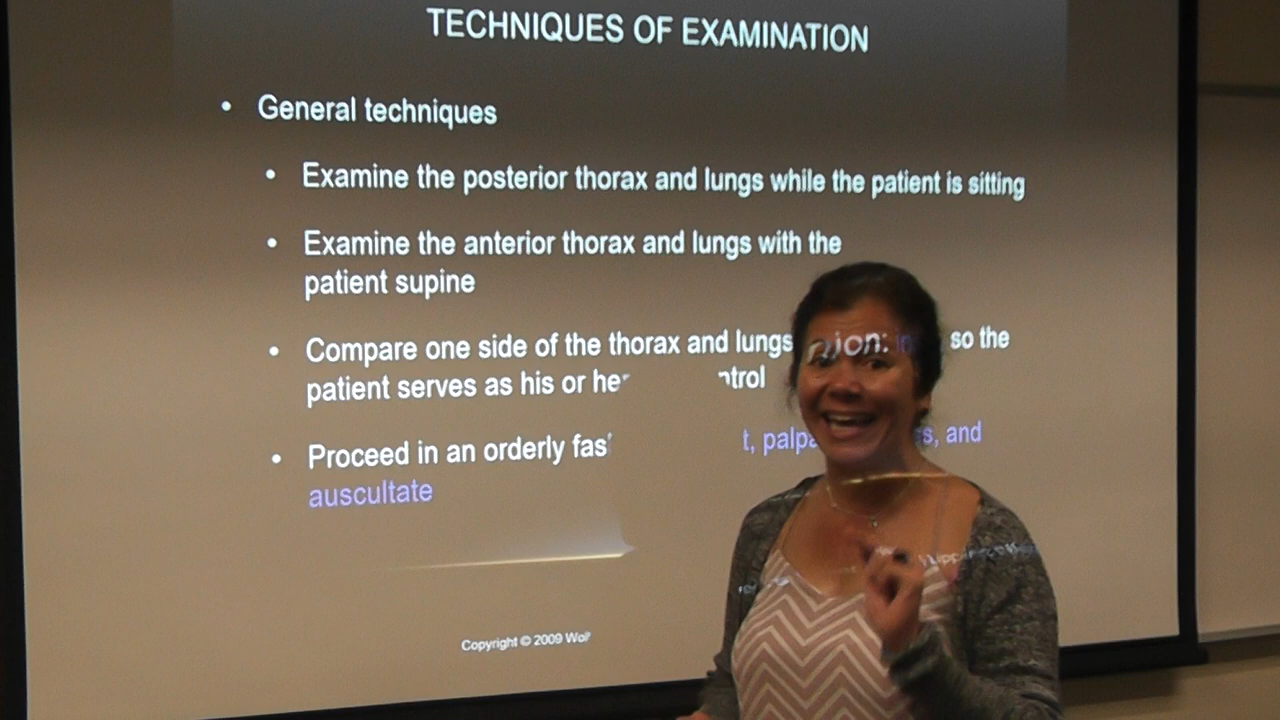 TECHNIQUES OF EXAMINATION
• General techniques
• Examine the posterior thorax and lungs while the patient is sitting
• Examine the anterior thorax and lungs with the
patient supine
• Compare one side of the thorax and lungs so the
patient serves as his or
• Proceed in an orderly and
auscultate
Copyright © 2009